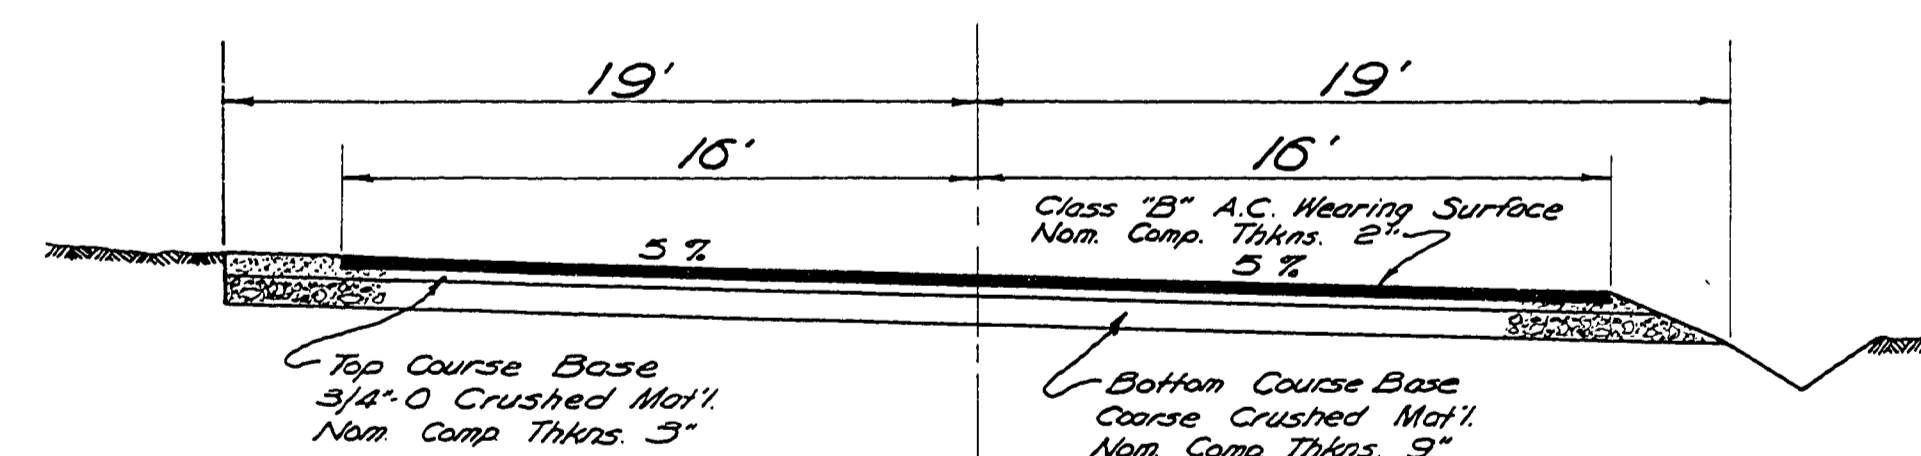 19' 19'
16' 16'
Class "B" A.C. Wearing Surface
Nom. Comp. Thkns. 2"
5% 5%
Top Course Base
3/4"-0 Crushed Mat'l.
Nom. Comp. Thkns. 3"
Bottom Course Base
Coarse Crushed Mat'l.
Nom. Comp. Thkns. 9"